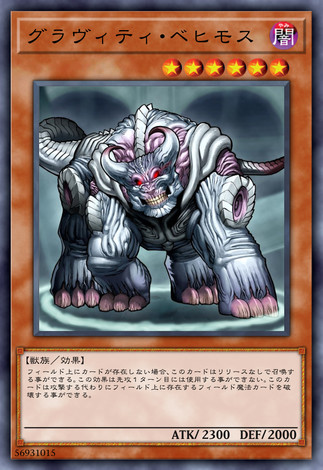 グラヴィティ・ベヒモス
やみ
闇
【獣族／効果】
フィールド上にカードが存在しない場合、このカードはリリースなしで召喚す
る事ができる。この効果は先攻１ターン目には使用する事ができない。このカー
ドは攻撃する代わりにフィールド上に存在するフィールド魔法カードを破
壊する事ができる。
ATK/ 2300 DEF/2000
56931015